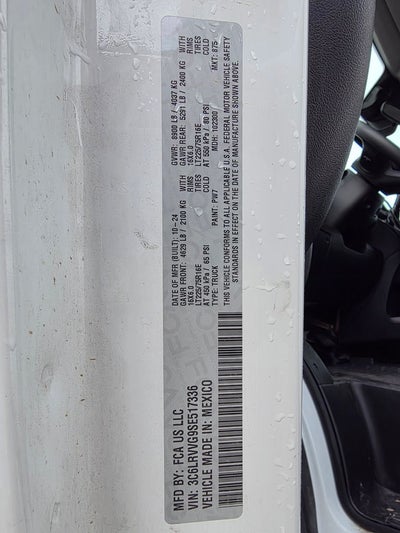 MFD BY: FCA US LLC
VIN: 3C6LRVVG9SE517336
VEHICLE MADE IN: MEXICO
DATE OF MFR (BUILT): 10-24 GVWR: 8900 LB / 4037 KG
GAWR FRONT: 4629 LB / 2100 KG WITH GAWR REAR: 5291 LB / 2400 KG WITH
16X6.0 RIMS 16X6.0 RIMS
LT225/75R16E TIRES LT225/75R16E TIRES
AT 450 kPa / 65 PSI COLD AT 550 kPa / 80 PSI COLD
TYPE: TRUCK PAINT: PW7 MDH: 102300 MKT: 875
THIS VEHICLE CONFORMS TO ALL APPLICABLE U.S.A. FEDERAL MOTOR VEHICLE SAFETY
STANDARDS IN EFFECT ON THE DATE OF MANUFACTURE SHOWN ABOVE.